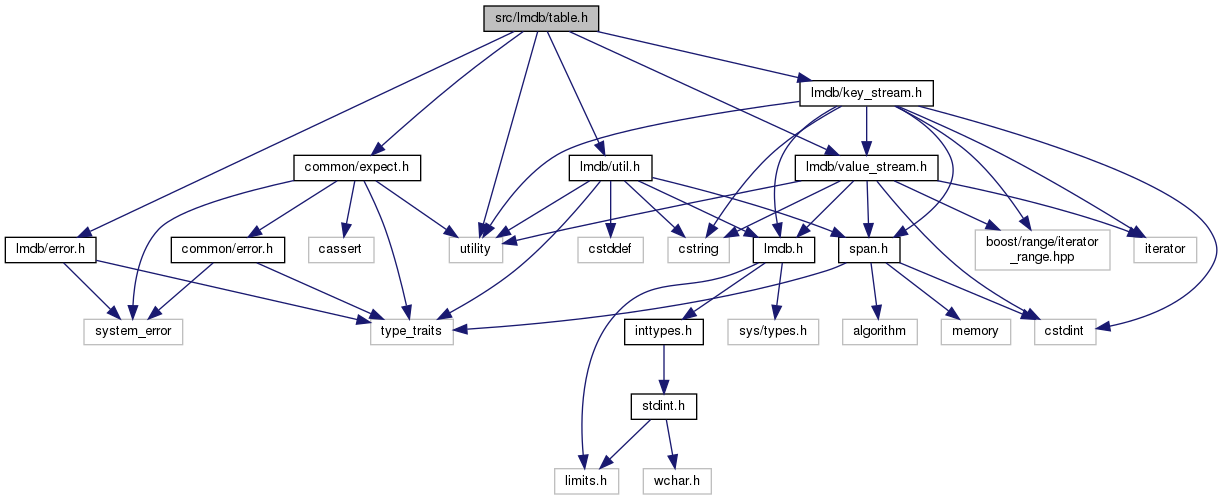 src/lmdb/table.h
lmdb/key_stream.h
common/expect.h
lmdb/util.h
lmdb/value_stream.h
lmdb/error.h
common/error.h
cassert
utility
cstddef
cstring
lmdb.h
span.h
boost/range/iterator
_range.hpp
iterator
system_error
type_traits
inttypes.h
sys/types.h
algorithm
memory
cstdint
stdint.h
limits.h
wchar.h